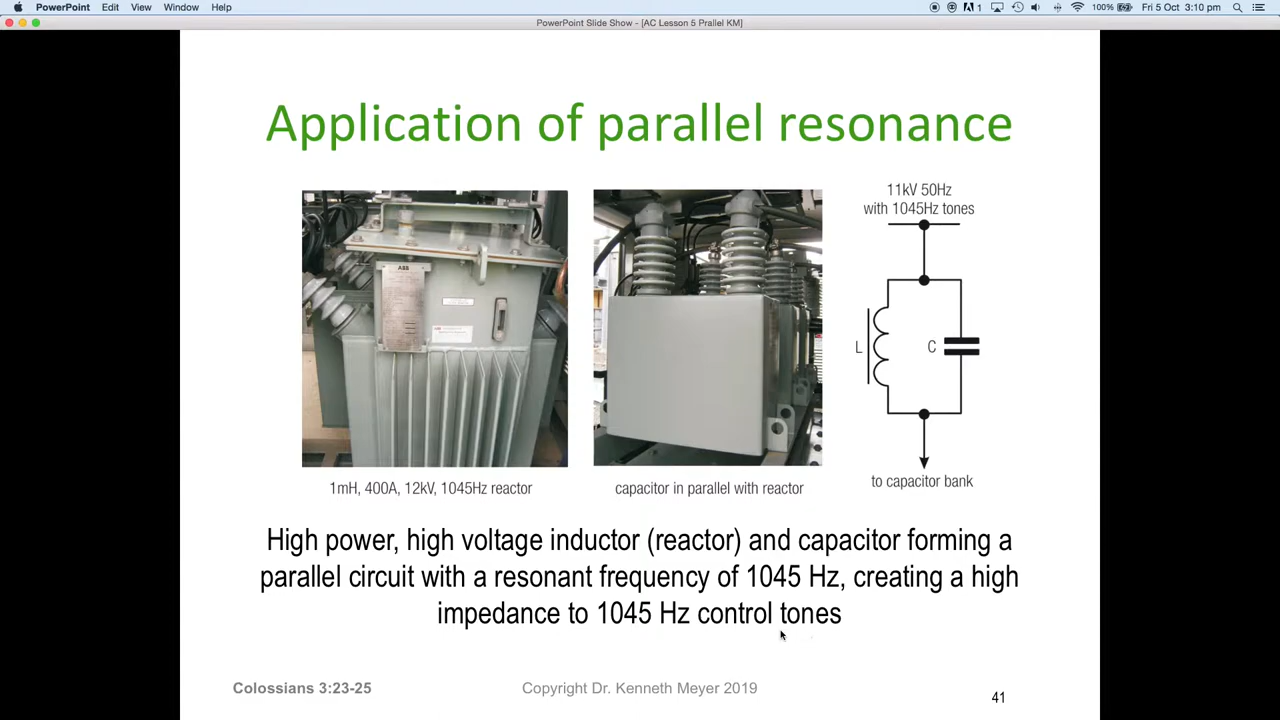 PowerPoint Edit View Window Help
1 100% Fri 5 Oct 3:10 pm
PowerPoint Slide Show - [AC Lesson 5 Prallel KM]
Application of parallel resonance
ABB
11kV 50Hz
with 1045Hz tones
L
C
to capacitor bank
1mH, 400A, 12kV, 1045Hz reactor
capacitor in parallel with reactor
High power, high voltage inductor (reactor) and capacitor forming a
parallel circuit with a resonant frequency of 1045 Hz, creating a high
impedance to 1045 Hz control tones
Colossians 3:23-25
Copyright Dr. Kenneth Meyer 2019
41